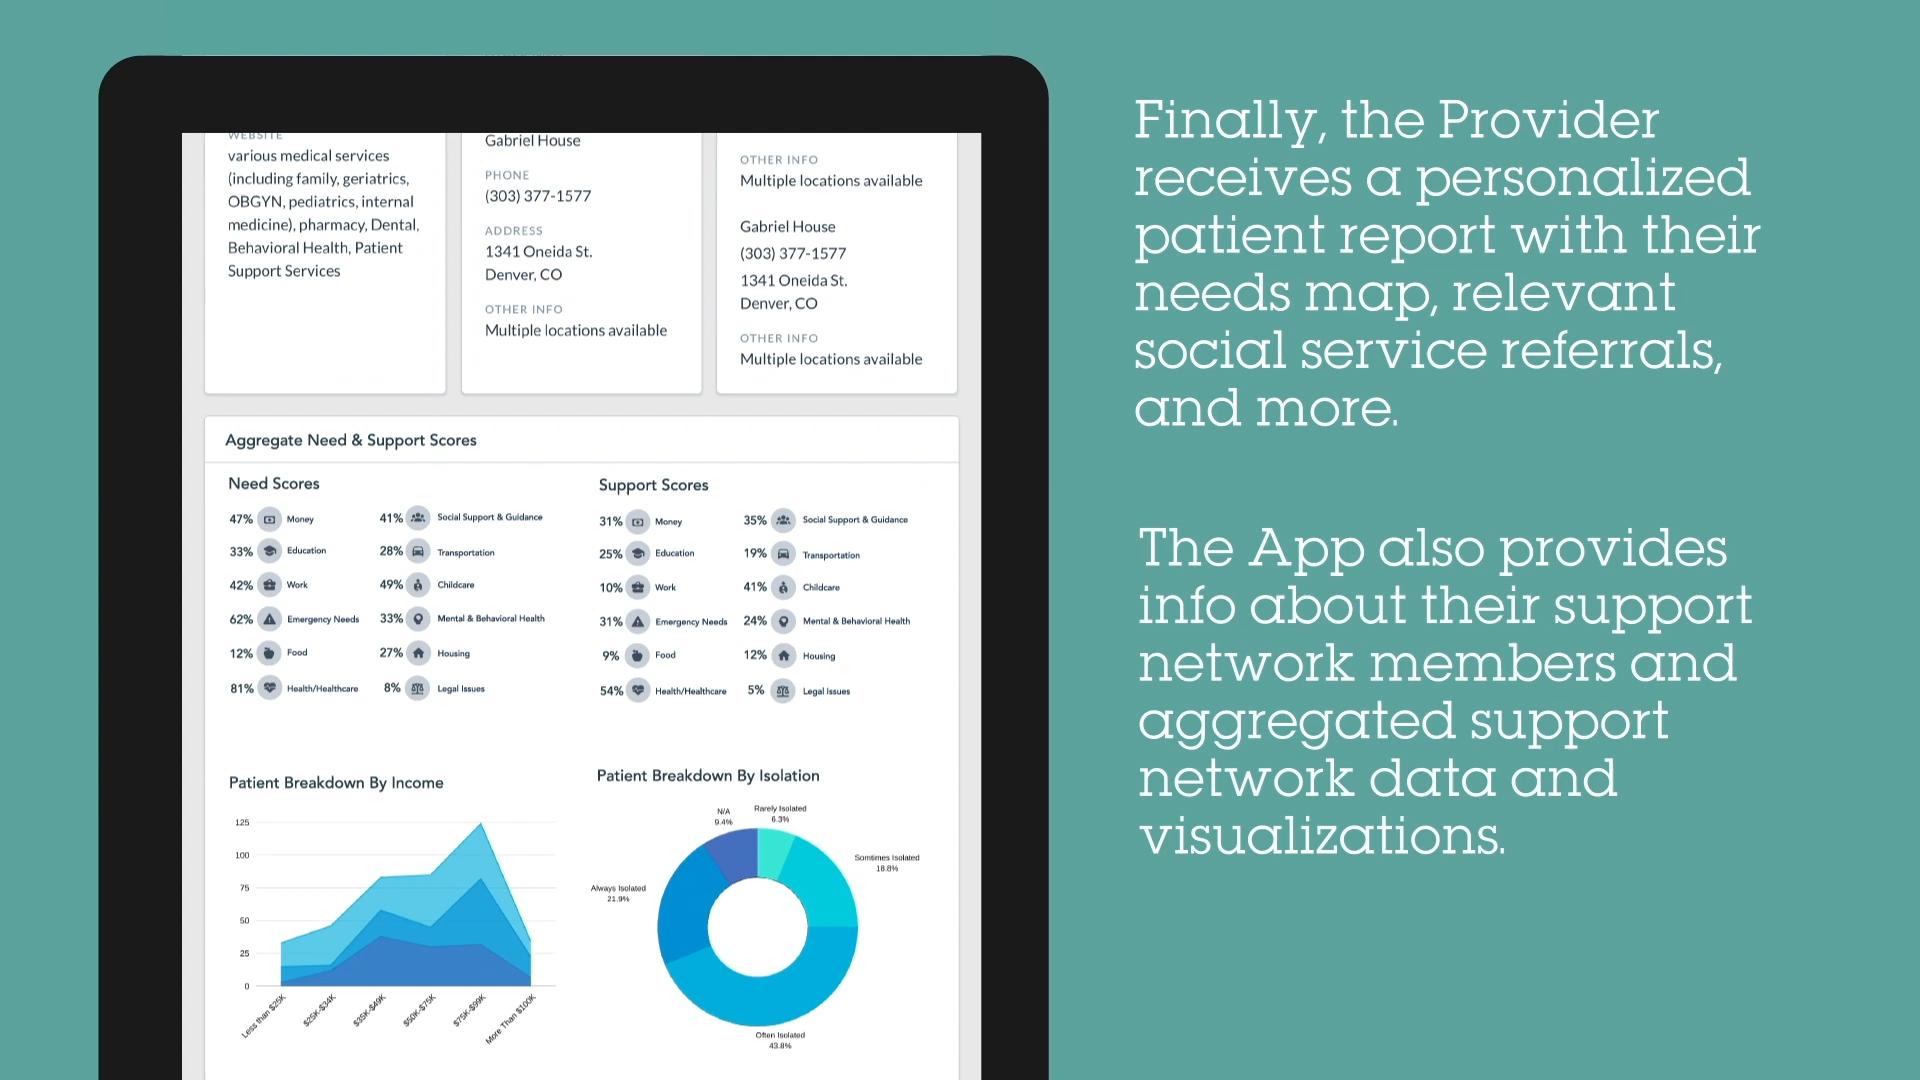 WEBSITE
various medical services
(including family, geriatrics,
OBGYN, pediatrics, internal
medicine), pharmacy, Dental,
Behavioral Health, Patient
Support Services
Gabriel House
PHONE
(303) 377-1577
ADDRESS
1341 Oneida St.
Denver, CO
OTHER INFO
Multiple locations available
OTHER INFO
Multiple locations available
Gabriel House
(303) 377-1577
1341 Oneida St.
Denver, CO
OTHER INFO
Multiple locations available
Aggregate Need & Support Scores
Need Scores
47% Money
33% Education
42% Work
62% Emergency Needs
12% Food
81% Health/Healthcare
41% Social Support & Guidance
28% Transportation
49% Childcare
33% Mental & Behavioral Health
27% Housing
8% Legal Issues
Support Scores
31% Money
25% Education
10% Work
31% Emergency Needs
9% Food
54% Health/Healthcare
35% Social Support & Guidance
19% Transportation
41% Childcare
24% Mental & Behavioral Health
12% Housing
5% Legal Issues
Patient Breakdown By Income
125
100
75
50
25
0
Less than $25K
$25K-$34K
$35K-$49K
$50K-$75K
$75K-$99K
More Than $100K
Patient Breakdown By Isolation
N/A
9.4%
Rarely Isolated
6.3%
Somtimes Isolated
18.8%
Always Isolated
21.9%
Often Isolated
43.8%
Finally, the Provider
receives a personalized
patient report with their
needs map, relevant
social service referrals,
and more.
The App also provides
info about their support
network members and
aggregated support
network data and
visualizations.